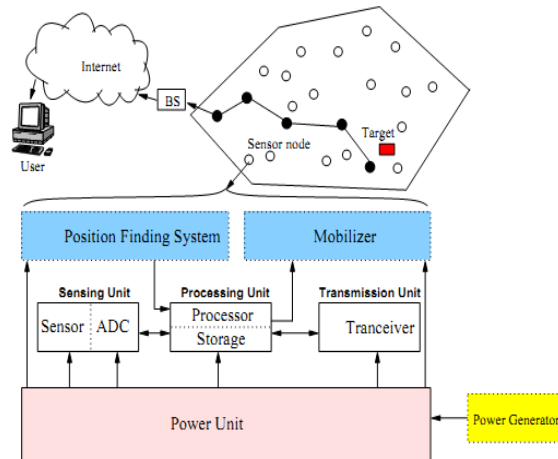 Internet
BS
User
Sensor node
Target
Position Finding System
Mobilizer
Sensing Unit
Processing Unit
Transmission Unit
Sensor
ADC
Processor
Storage
Tranceiver
Power Unit
Power Generator